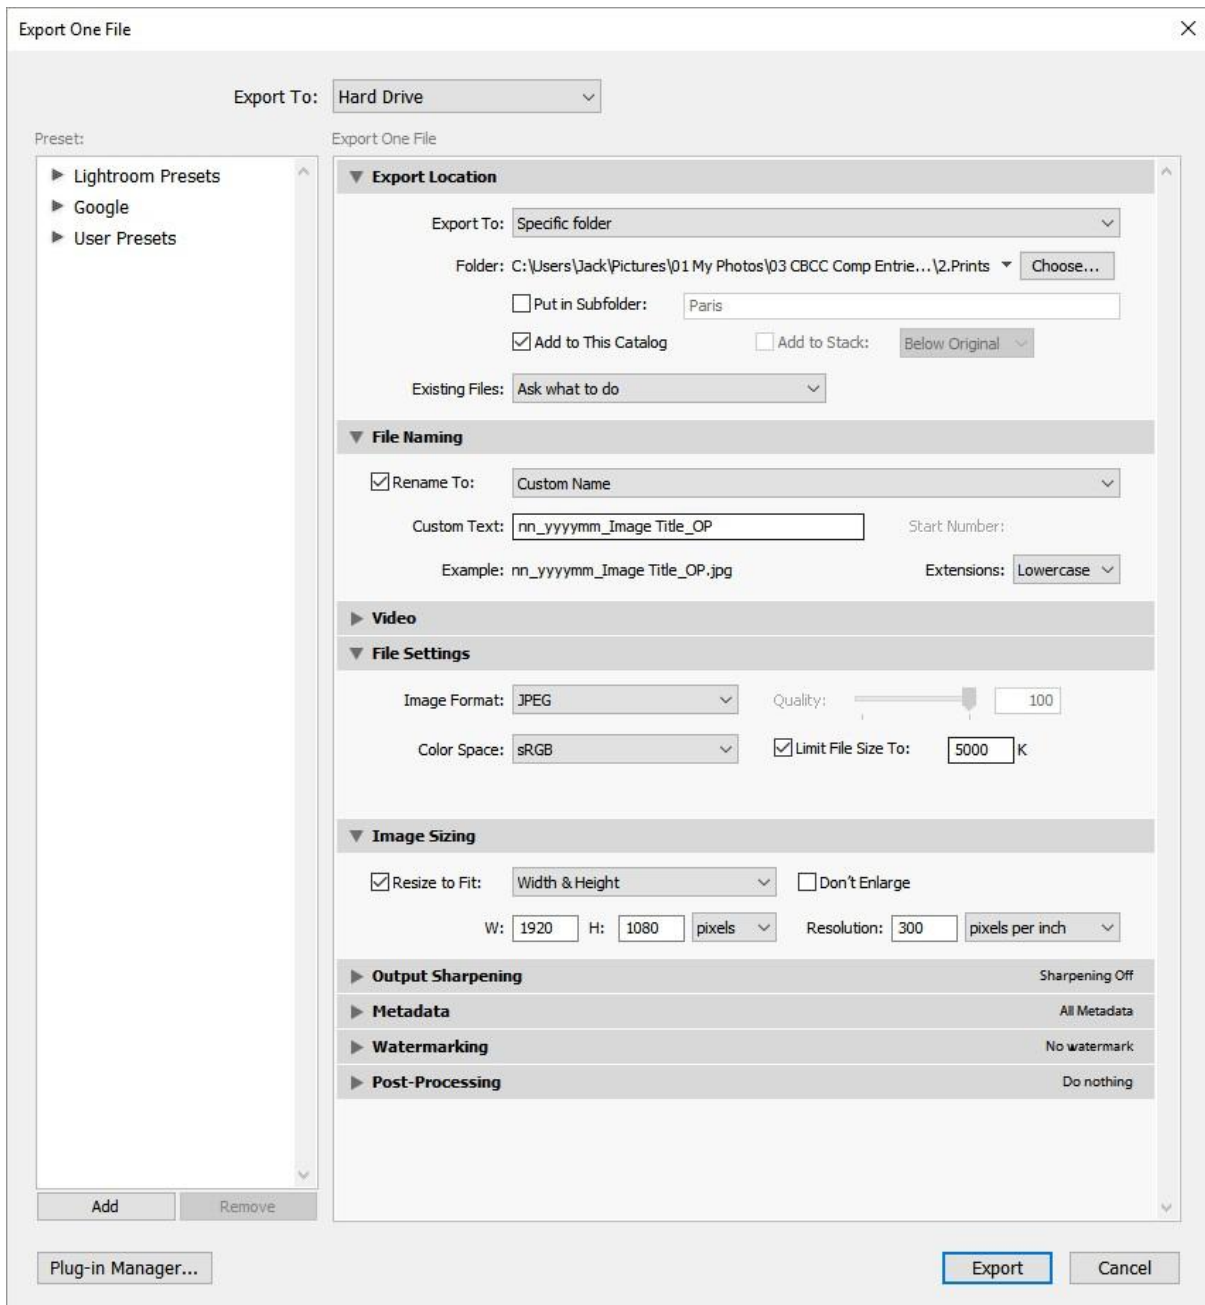 Export One File
Export To: Hard Drive
Preset:
Export One File
Lightroom Presets
Google
User Presets
Export Location
Export To: Specific folder
Folder: C:\Users\Jack\Pictures\01 My Photos\03 CBCC Comp Entrie...\2.Prints Choose...
Put in Subfolder: Paris
Add to This Catalog Add to Stack: Below Original
Existing Files: Ask what to do
File Naming
Rename To: Custom Name
Custom Text: nn_yyyymm_Image Title_OP Start Number:
Example: nn_yyyymm_Image Title_OP.jpg Extensions: Lowercase
Video
File Settings
Image Format: JPEG Quality: 100
Color Space: sRGB Limit File Size To: 5000 K
Image Sizing
Resize to Fit: Width & Height Don't Enlarge
W: 1920 H: 1080 pixels Resolution: 300 pixels per inch
Output Sharpening Sharpening Off
Metadata All Metadata
Watermarking No watermark
Post-Processing Do nothing
Add Remove
Plug-in Manager... Export Cancel